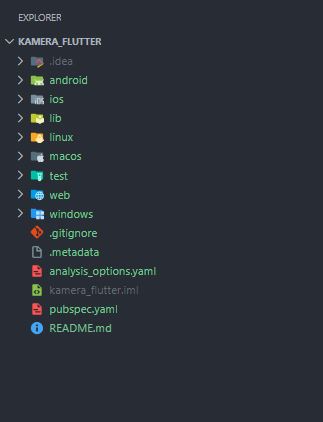 EXPLORER
KAMERA_FLUTTER
.idea
android
ios
lib
linux
macos
test
web
windows
.gitignore
.metadata
analysis_options.yaml
kamera_flutter.iml
pubspec.yaml
README.md